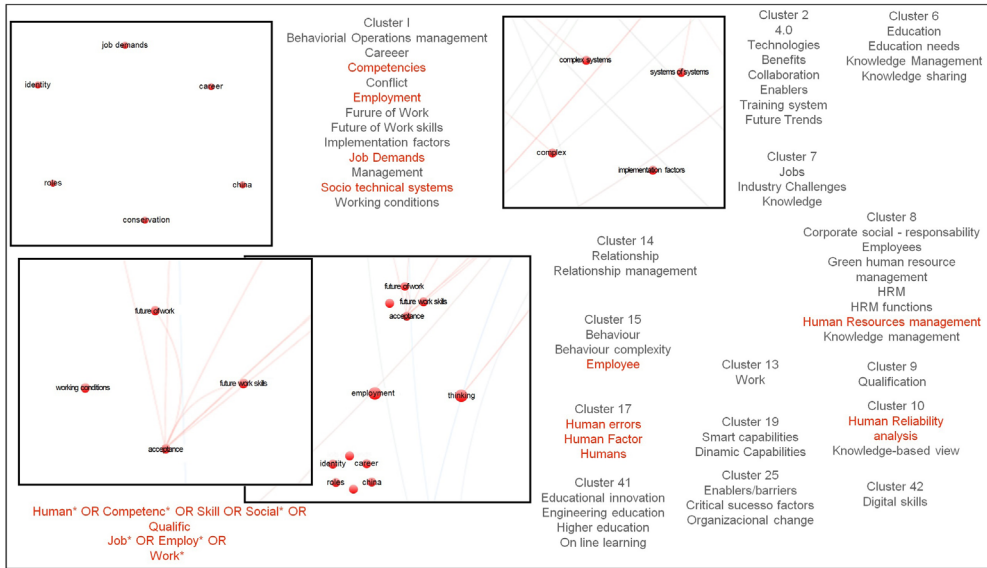 job demands
identity
career
roles
china
conservation
Cluster I
Behaviorial Operations management
Careeer
Competencies
Conflict
Employment
Furure of Work
Future of Work skills
Implementation factors
Job Demands
Management
Socio technical systems
Working conditions
complex systems
systems of systems
complex
implementation factors
Cluster 2
4.0
Technologies
Benefits
Collaboration
Enablers
Training system
Future Trends
Cluster 6
Education
Education needs
Knowledge Management
Knowledge sharing
Cluster 7
Jobs
Industry Challenges
Knowledge
Cluster 8
Corporate social - responsability
Employees
Green human resource
management
HRM
HRM functions
Human Resources management
Knowledge management
future of work
working conditions
future work skills
acceptance
future of work
future work skills
acceptance
employment
thinking
identity
career
roles
china
Cluster 14
Relationship
Relationship management
Cluster 15
Behaviour
Behaviour complexity
Employee
Cluster 13
Work
Cluster 9
Qualification
Cluster 17
Human errors
Human Factor
Humans
Cluster 19
Smart capabilities
Dinamic Capabilities
Cluster 10
Human Reliability
analysis
Knowledge-based view
Cluster 41
Educational innovation
Engineering education
Higher education
On line learning
Cluster 25
Enablers/barriers
Critical sucesso factors
Organizacional change
Cluster 42
Digital skills
Human* OR Competenc* OR Skill OR Social* OR
Qualific
Job* OR Employ* OR
Work*